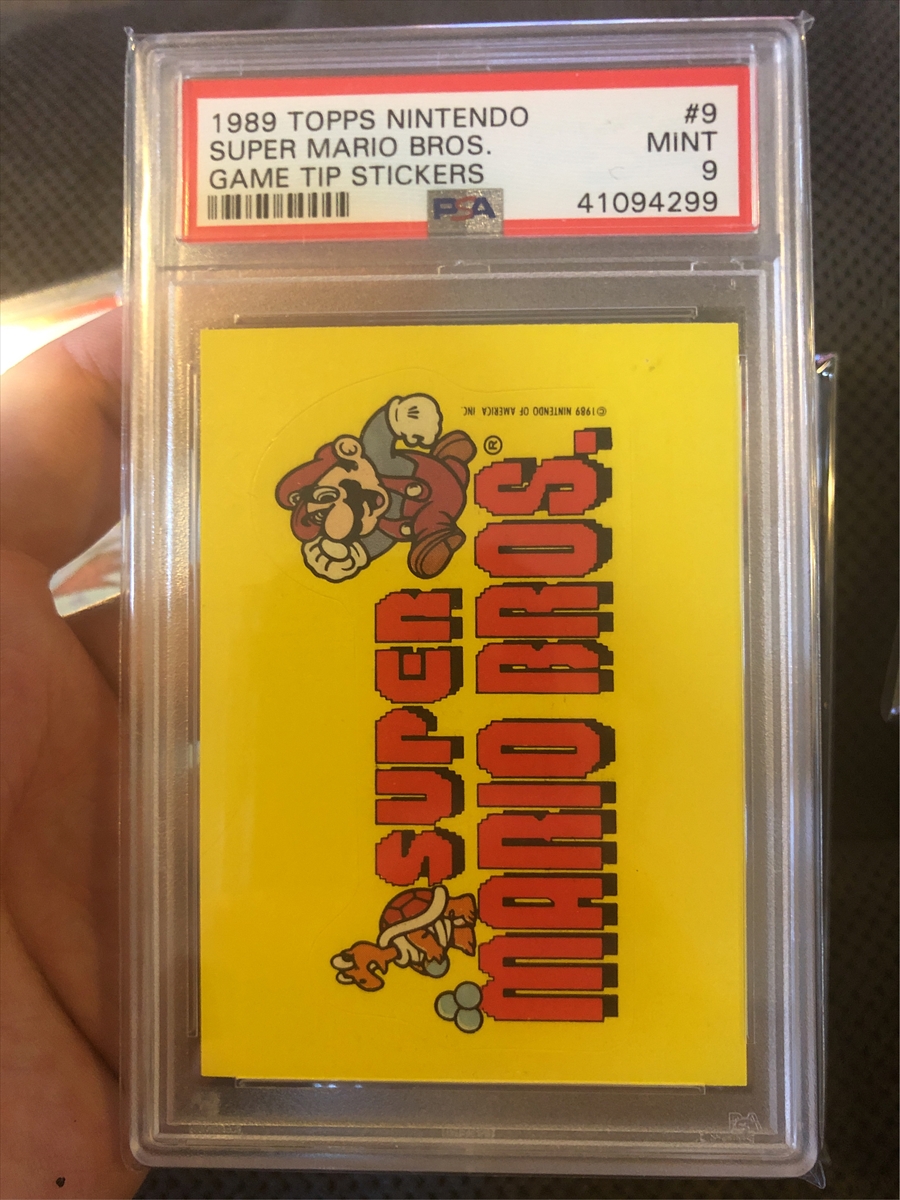 1989 TOPPS NINTENDO #9
SUPER MARIO BROS. MINT
GAME TIP STICKERS 9
PSA 41094299
©1989 NINTENDO OF AMERICA INC.
SUPER
MARIO BROS.®
PSA